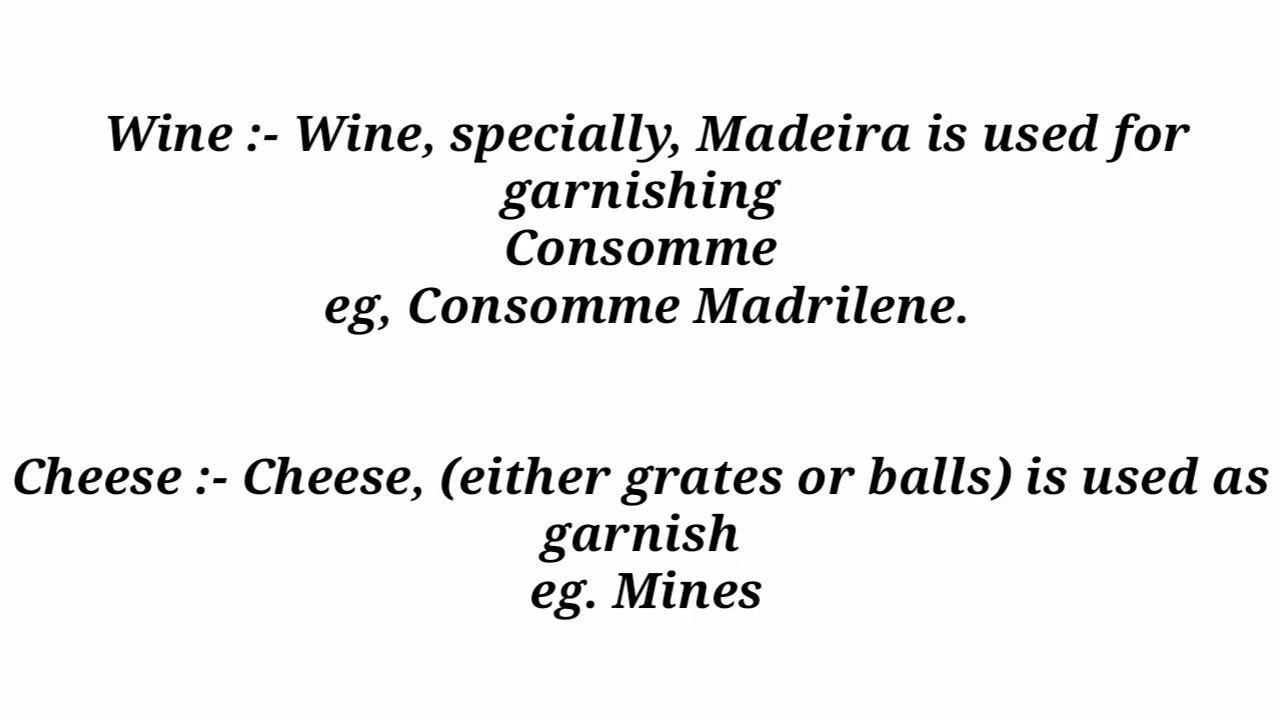 Wine :- Wine, specially, Madeira is used for
garnishing
Consomme
eg, Consomme Madrilene.
Cheese :- Cheese, (either grates or balls) is used as
garnish
eg. Mines